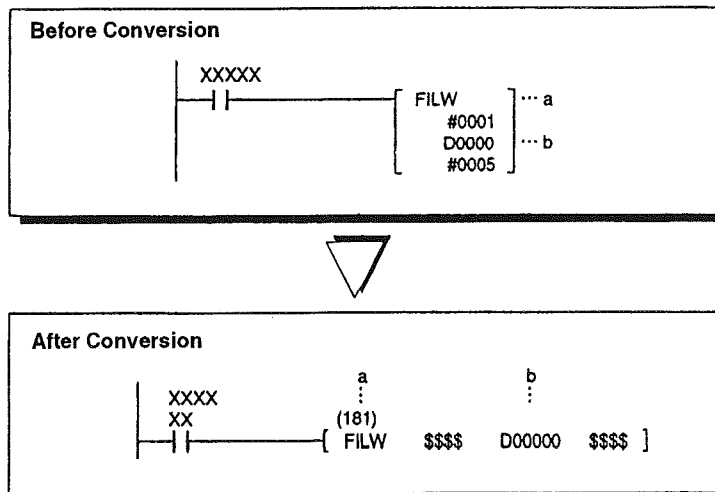 Before Conversion
XXXXX
FILW ··· a
#0001
D0000 ··· b
#0005
After Conversion
a b
XXXX
XX (181)
FILW $$$$ D00000 $$$$